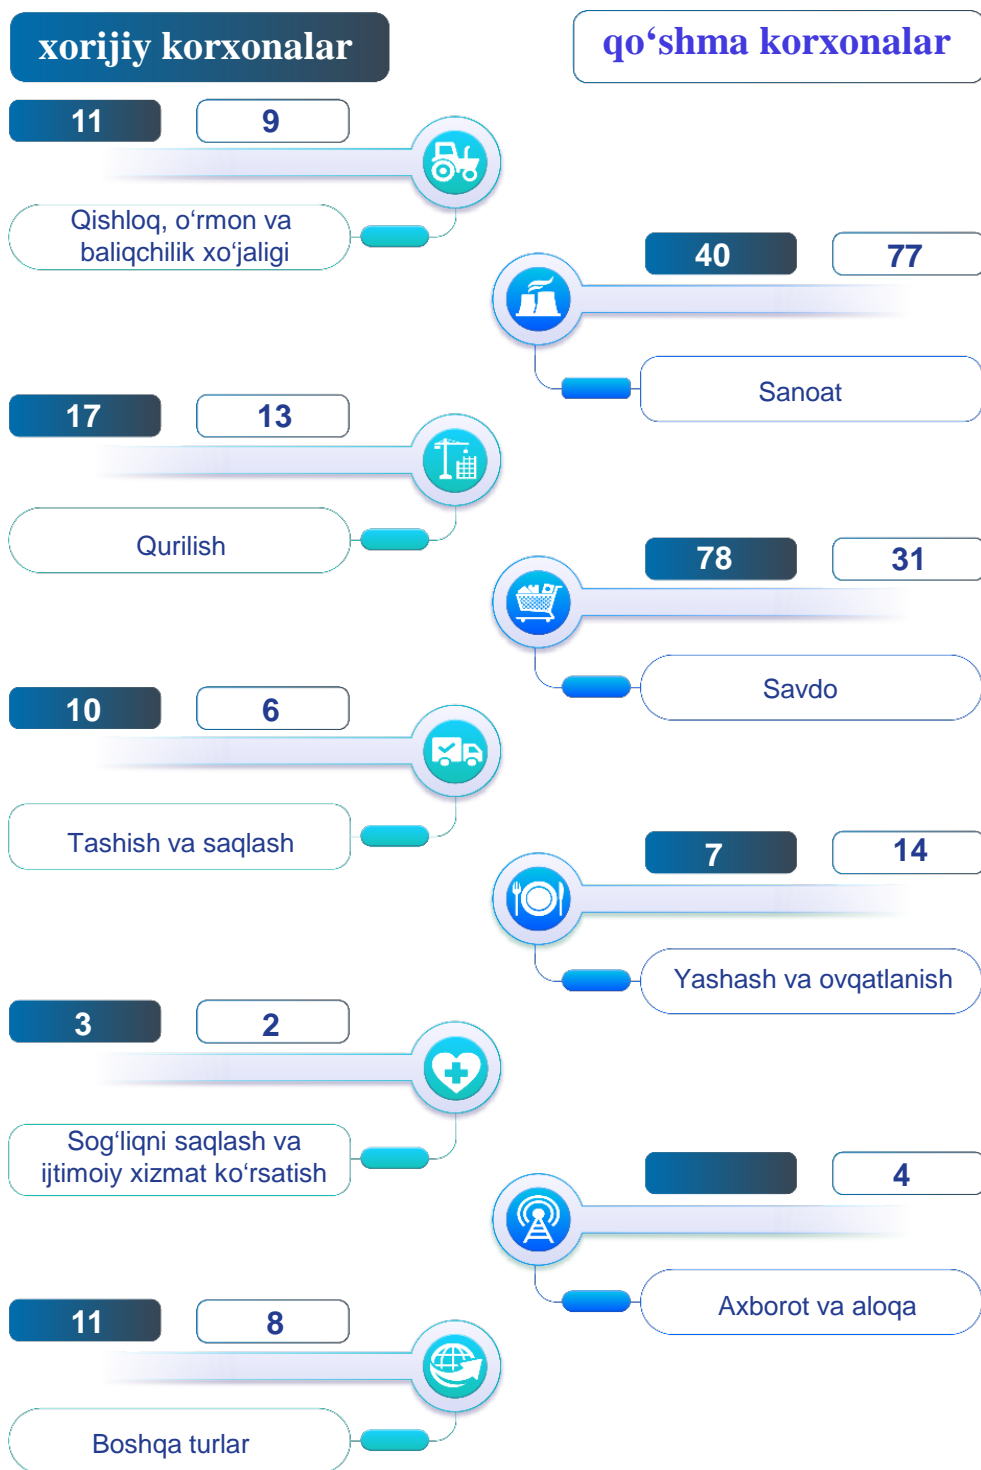 xorijiy korxonalar
qo‘shma korxonalar
11
9
Qishloq, o‘rmon va
baliqchilik xo‘jaligi
40
77
Sanoat
17
13
Qurilish
78
31
Savdo
10
6
Tashish va saqlash
7
14
Yashash va ovqatlanish
3
2
Sog‘liqni saqlash va
ijtimoiy xizmat ko‘rsatish
4
Axborot va aloqa
11
8
Boshqa turlar